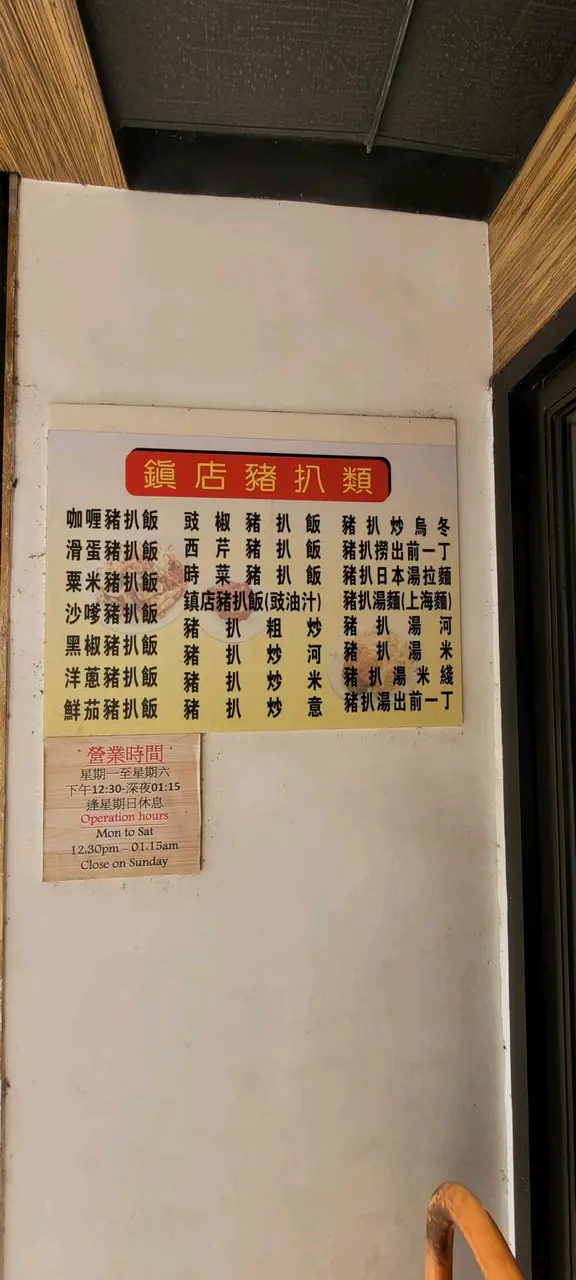 鎮店豬扒類
咖喱豬扒飯
滑蛋豬扒飯
粟米豬扒飯
沙嗲豬扒飯
黑椒豬扒飯
洋蔥豬扒飯
鮮茄豬扒飯
豉椒豬扒飯
西芹豬扒飯
時菜豬扒飯
鎮店豬扒飯(豉油汁)
豬扒粗炒
豬扒炒河
豬扒炒米
豬扒炒意
豬扒炒烏冬
豬扒撈出前一丁
豬扒日本湯拉麵
豬扒湯麵(上海麵)
豬扒湯河
豬扒湯米
豬扒湯米綫
豬扒湯出前一丁
營業時間
星期一至星期六
下午12:30-深夜01:15
逢星期日休息
Operation hours
Mon to Sat
12.30pm – 01.15am
Close on Sunday